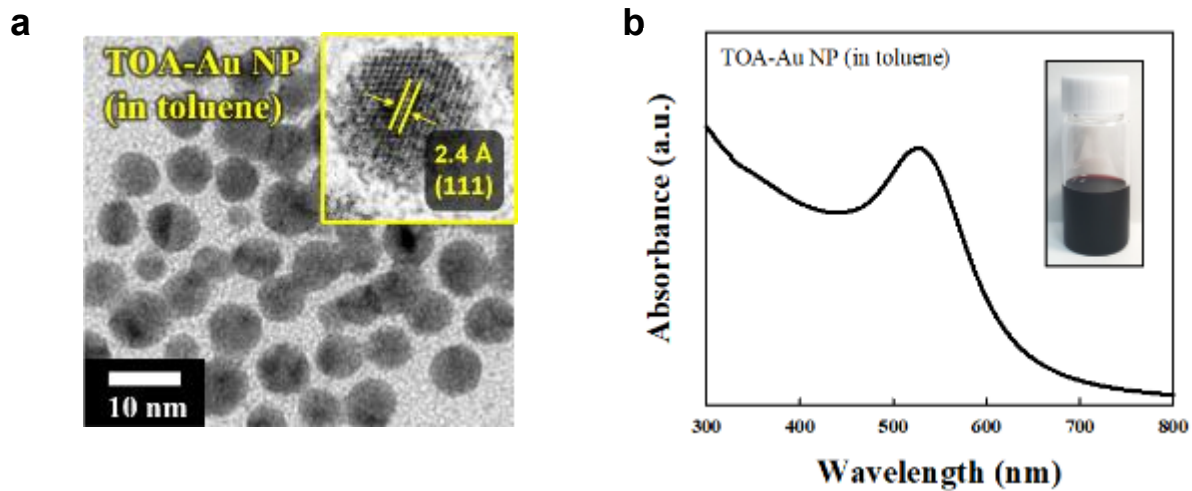 a
TOA-Au NP
(in toluene)
2.4 Å
(111)
10 nm
b
TOA-Au NP (in toluene)
Absorbance (a.u.)
300 400 500 600 700 800
Wavelength (nm)